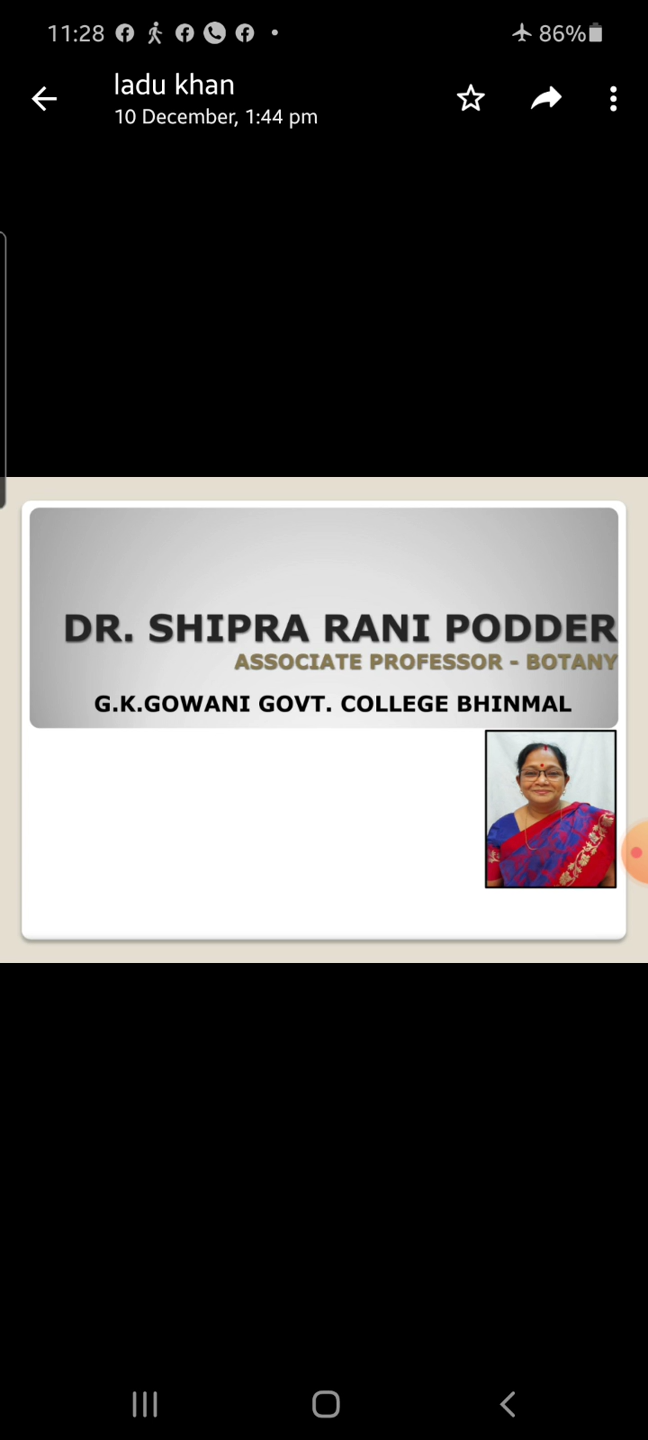 11:28
86%
ladu khan
10 December, 1:44 pm
DR. SHIPRA RANI PODDER
ASSOCIATE PROFESSOR - BOTANY
G.K.GOWANI GOVT. COLLEGE BHINMAL